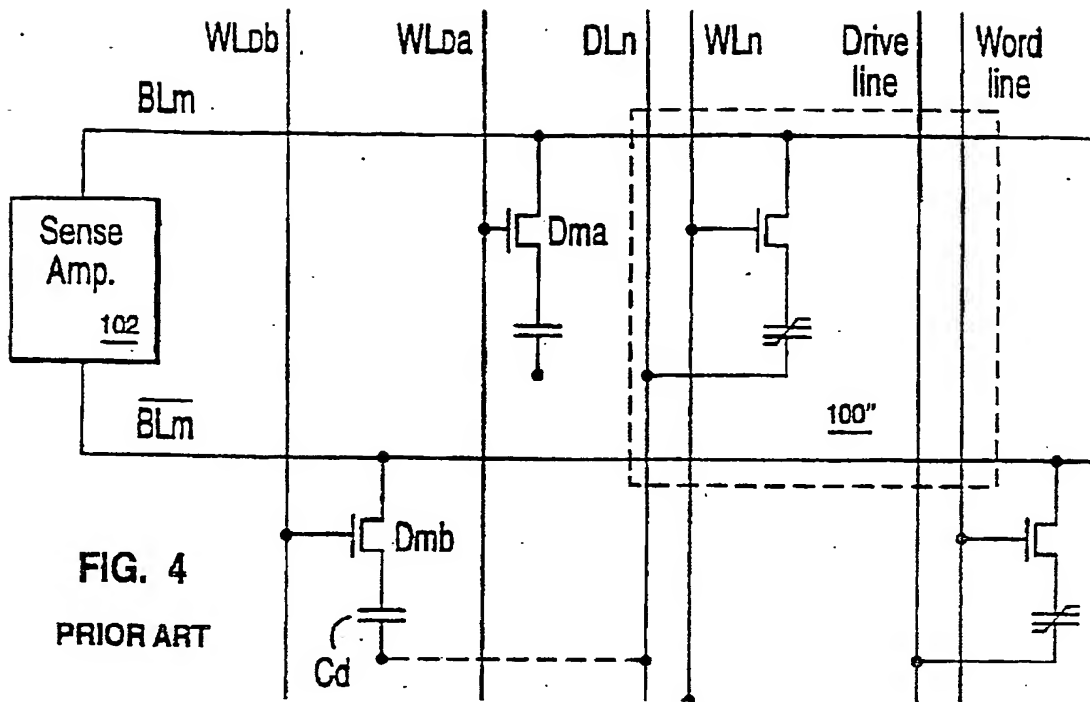 WLDb
WLDa
DLn
WLn
Drive
line
Word
line
BLm
Sense
Amp.
102
Dma
B̅L̅m̅
100"
Dmb
Cd
FIG. 4
PRIOR ART